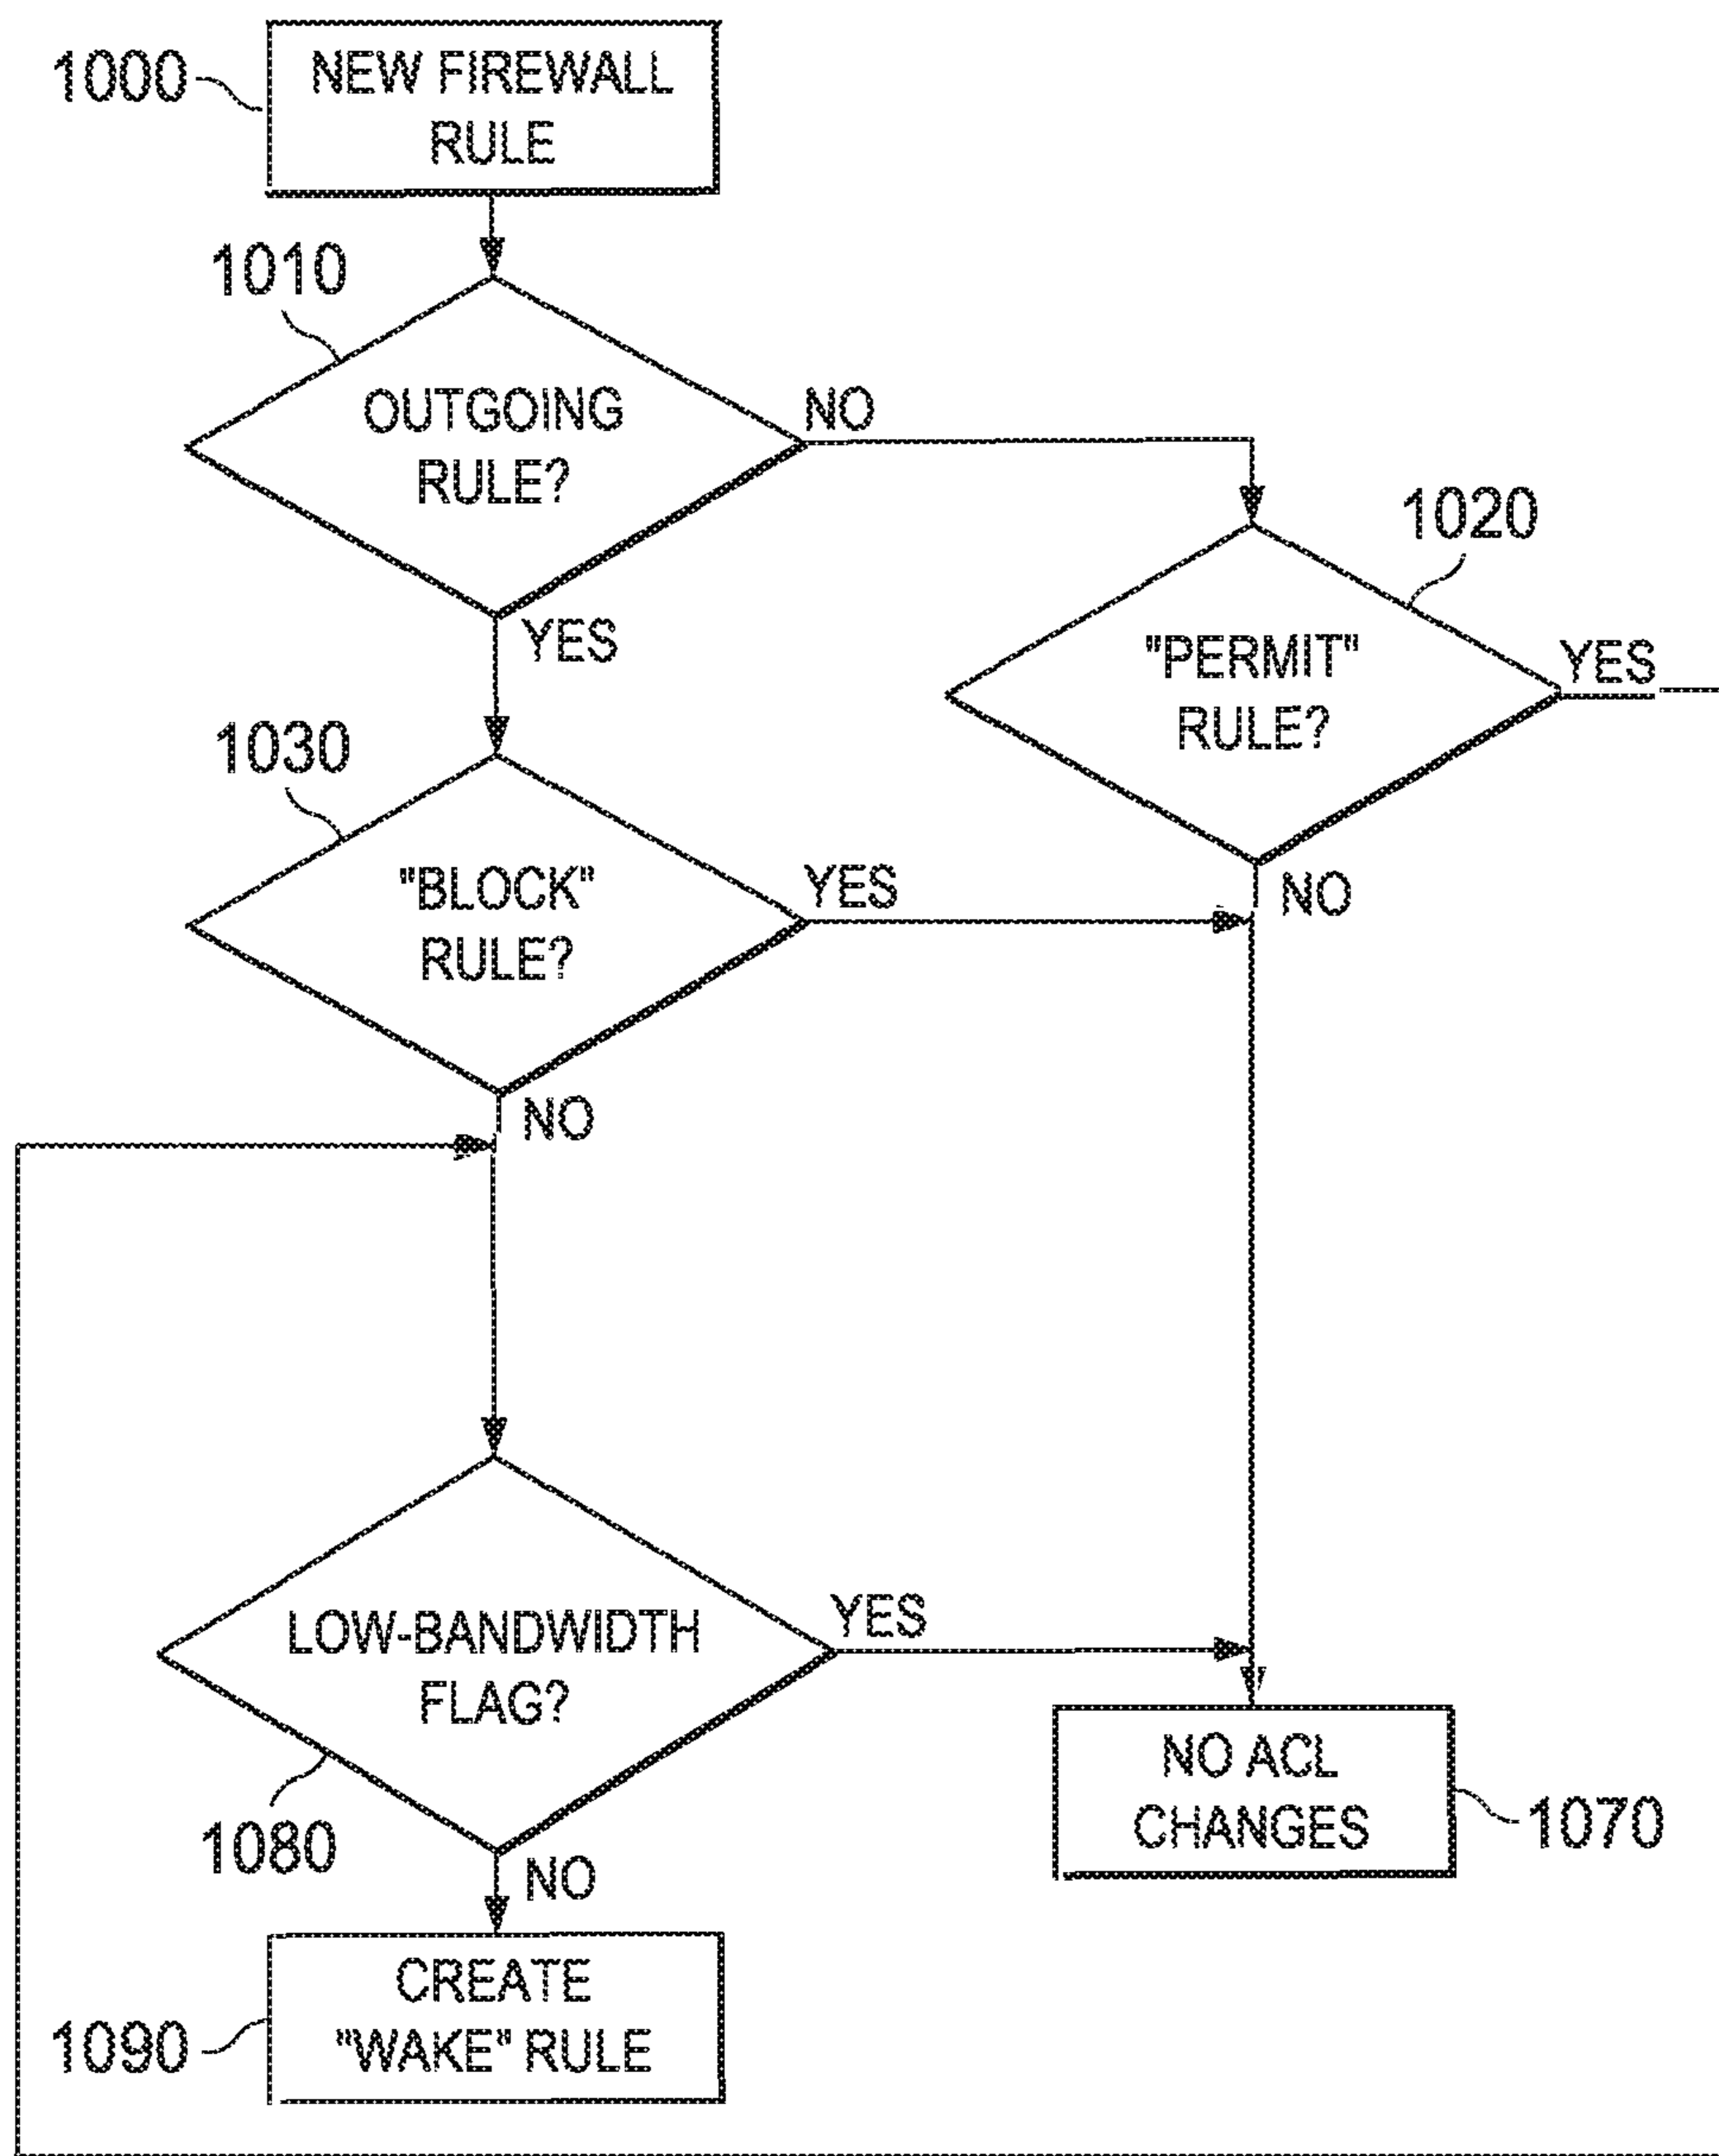 1000
NEW FIREWALL
RULE
1010
OUTGOING
RULE?
NO
YES
1020
"PERMIT"
RULE?
YES
NO
1030
"BLOCK"
RULE?
YES
NO
LOW-BANDWIDTH
FLAG?
YES
1080
NO
NO ACL
CHANGES
1070
CREATE
"WAKE" RULE
1090